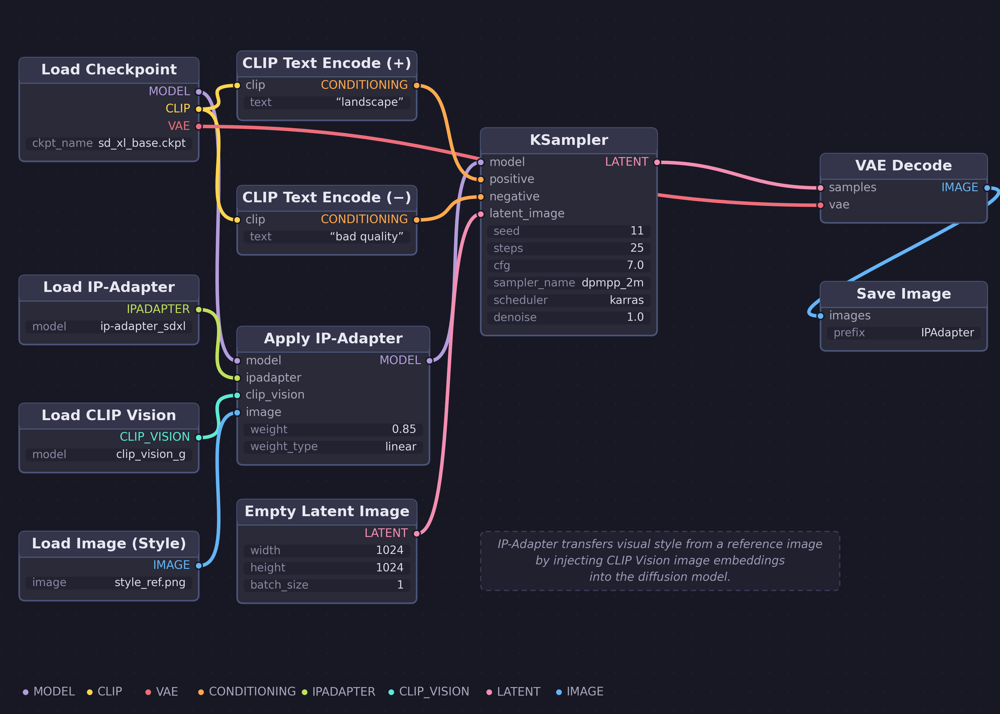 Load Checkpoint
MODEL
CLIP
VAE
ckpt_name sd_xl_base.ckpt
CLIP Text Encode (+)
clip CONDITIONING
text “landscape”
CLIP Text Encode (−)
clip CONDITIONING
text “bad quality”
Load IP-Adapter
IPADAPTER
model ip-adapter_sdxl
Load CLIP Vision
CLIP_VISION
model clip_vision_g
Load Image (Style)
IMAGE
image style_ref.png
Apply IP-Adapter
model MODEL
ipadapter
clip_vision
image
weight 0.85
weight_type linear
Empty Latent Image
LATENT
width 1024
height 1024
batch_size 1
KSampler
model LATENT
positive
negative
latent_image
seed 11
steps 25
cfg 7.0
sampler_name dpmpp_2m
scheduler karras
denoise 1.0
VAE Decode
samples IMAGE
vae
Save Image
images
prefix IPAdapter
IP-Adapter transfers visual style from a reference image
by injecting CLIP Vision image embeddings
into the diffusion model.
MODEL CLIP VAE CONDITIONING IPADAPTER CLIP_VISION LATENT IMAGE